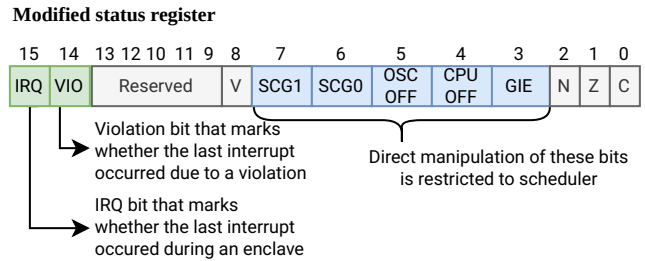 Modified status register
15 14 13 12 10 11 9 8 7 6 5 4 3 2 1 0
IRQ VIO Reserved V SCG1 SCG0 OSC OFF CPU OFF GIE N Z C
Violation bit that marks
whether the last interrupt
occurred due to a violation
Direct manipulation of these bits
is restricted to scheduler
IRQ bit that marks
whether the last interrupt
occured during an enclave